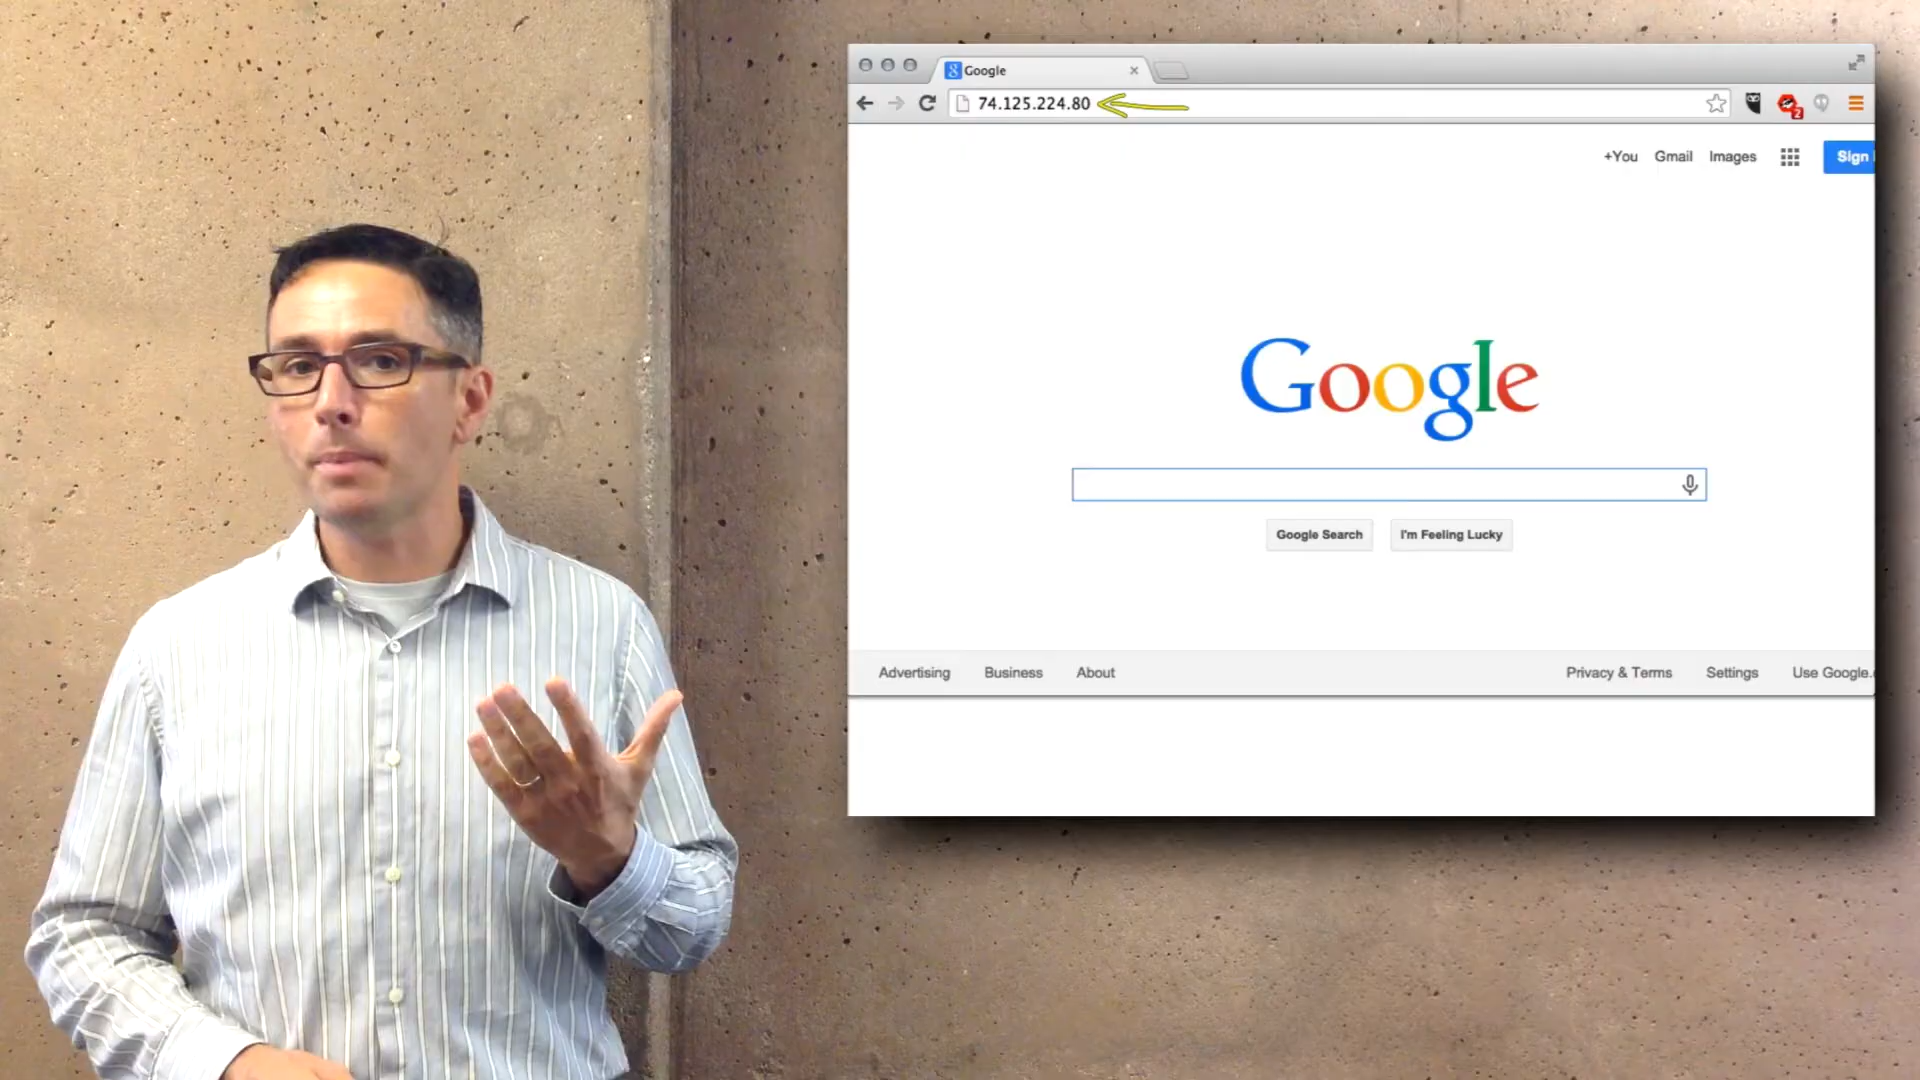 Google
74.125.224.80
2
+You Gmail Images Sign
Google
Google Search I'm Feeling Lucky
Advertising Business About Privacy & Terms Settings Use Google.